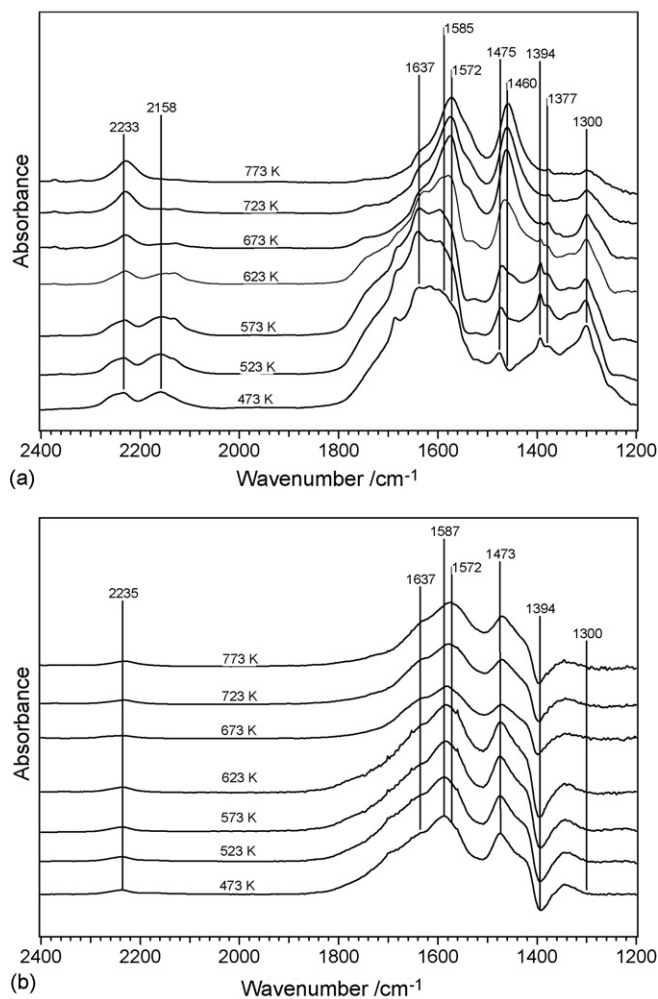 1585
1475 1394
1637 1572 1460
1377
2158
2233 1300
773 K
723 K
673 K
623 K
573 K
523 K
473 K
Absorbance
2400 2200 2000 1800 1600 1400 1200
(a) Wavenumber /cm-1
1587
1572 1473
1637 1394
2235 1300
773 K
723 K
673 K
623 K
573 K
523 K
473 K
Absorbance
2400 2200 2000 1800 1600 1400 1200
(b) Wavenumber /cm-1